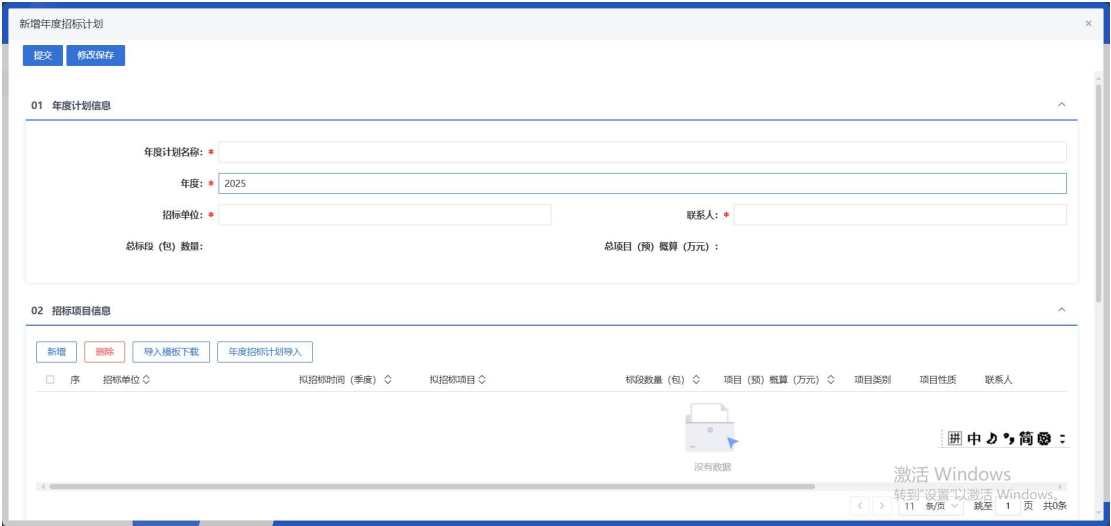 新增年度招标计划 ×
提交 修改保存
01 年度计划信息
年度计划名称: *
年度: * 2025
招标单位: * 联系人: *
总标段（包）数量: 总项目（预）概算（万元）:
02 招标项目信息
新增 删除 导入模板下载 年度招标计划导入
序 招标单位 拟招标时间（季度） 拟招标项目 标段数量（包） 项目（预）概算（万元） 项目类别 项目性质 联系人
拼 中 简
没有数据
激活 Windows
转到"设置"以激活 Windows。
11 条/页 跳至 1 页 共0条